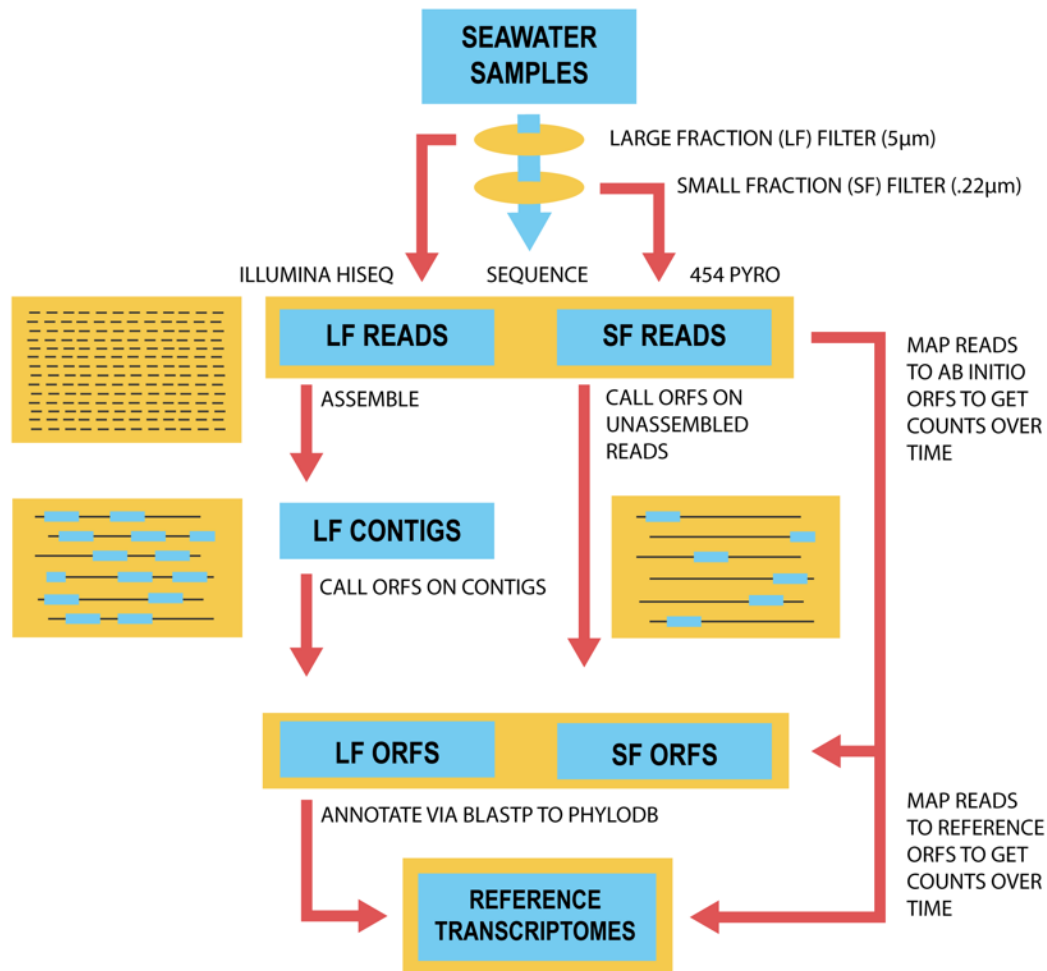 SEAWATER
SAMPLES
LARGE FRACTION (LF) FILTER (5µm)
SMALL FRACTION (SF) FILTER (.22µm)
ILLUMINA HISEQ
SEQUENCE
454 PYRO
LF READS
SF READS
MAP READS
TO AB INITIO
ORFS TO GET
COUNTS OVER
TIME
ASSEMBLE
CALL ORFS ON
UNASSEMBLED
READS
LF CONTIGS
CALL ORFS ON CONTIGS
LF ORFS
SF ORFS
ANNOTATE VIA BLASTP TO PHYLODB
MAP READS
TO REFERENCE
ORFS TO GET
COUNTS OVER
TIME
REFERENCE
TRANSCRIPTOMES